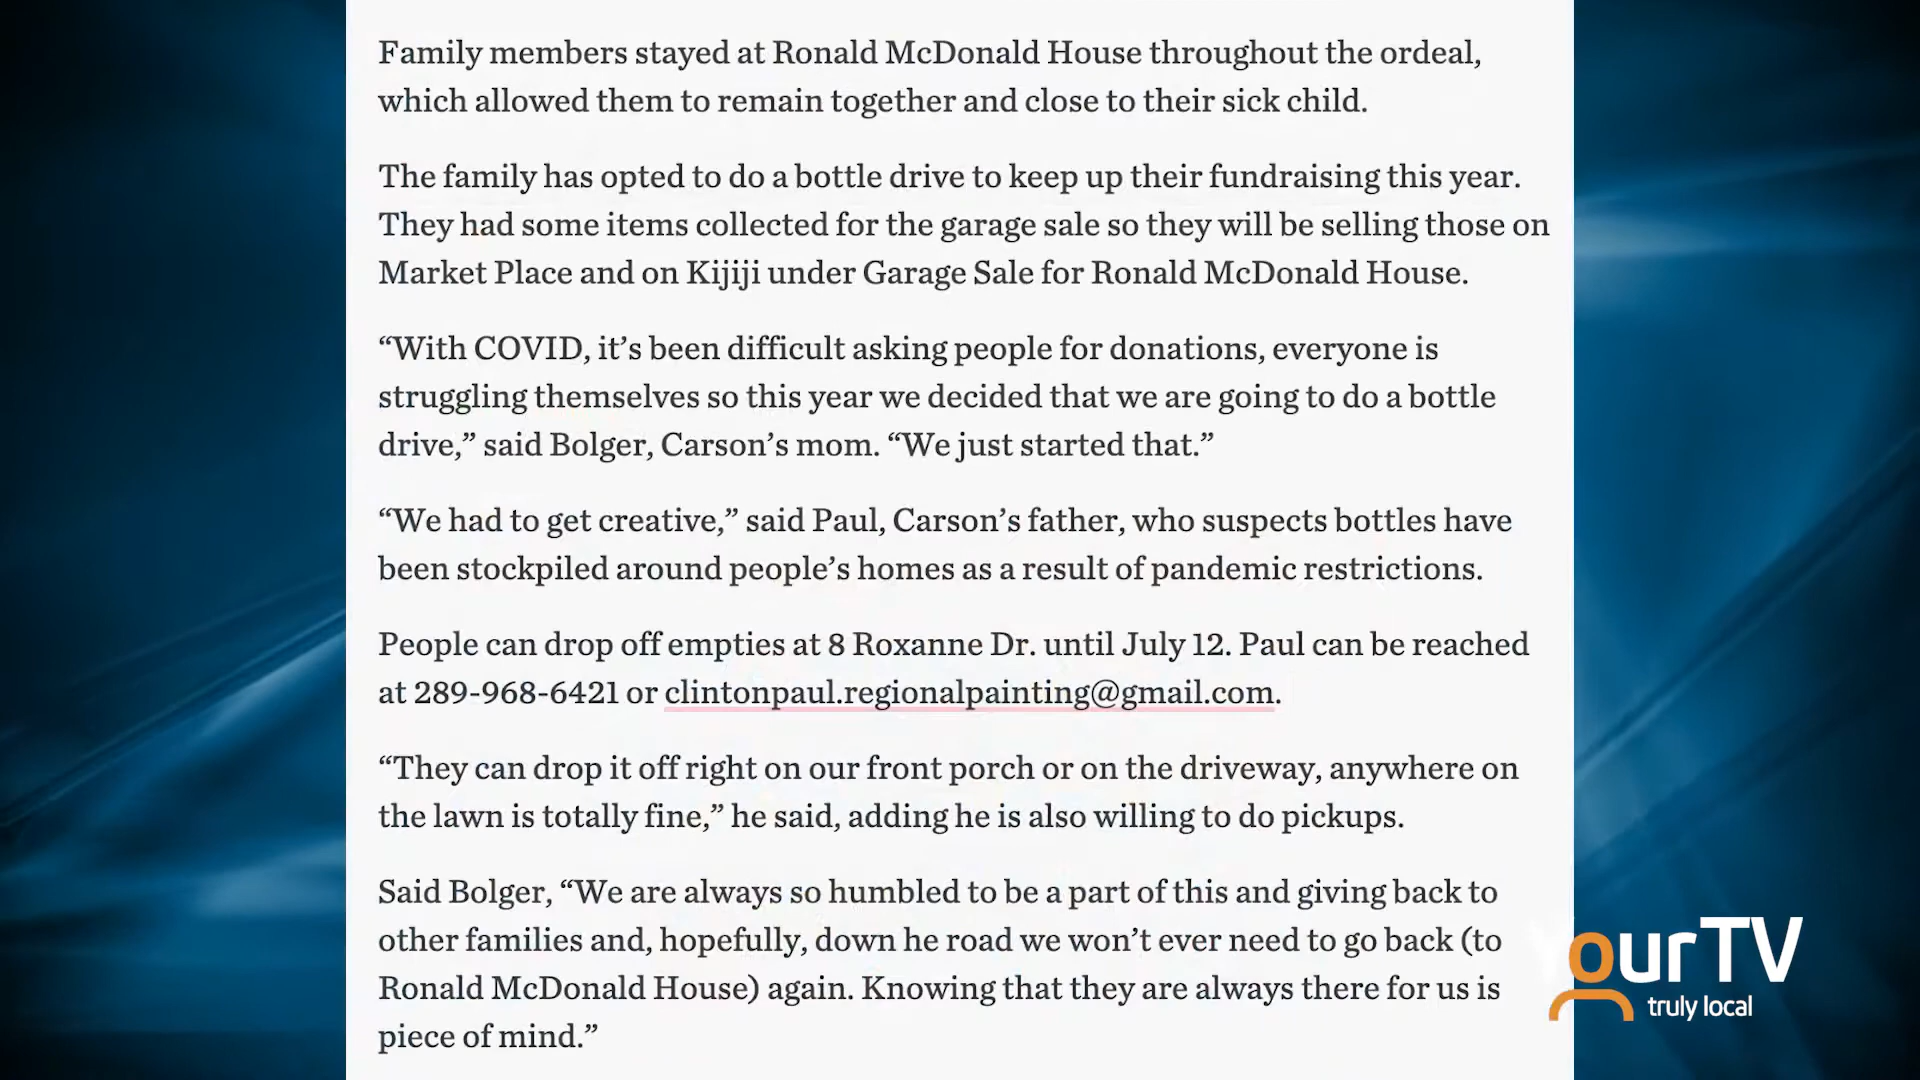 Family members stayed at Ronald McDonald House throughout the ordeal,
which allowed them to remain together and close to their sick child.
The family has opted to do a bottle drive to keep up their fundraising this year.
They had some items collected for the garage sale so they will be selling those on
Market Place and on Kijiji under Garage Sale for Ronald McDonald House.
“With COVID, it’s been difficult asking people for donations, everyone is
struggling themselves so this year we decided that we are going to do a bottle
drive,” said Bolger, Carson’s mom. “We just started that.”
“We had to get creative,” said Paul, Carson’s father, who suspects bottles have
been stockpiled around people’s homes as a result of pandemic restrictions.
People can drop off empties at 8 Roxanne Dr. until July 12. Paul can be reached
at 289-968-6421 or clintonpaul.regionalpainting@gmail.com.
“They can drop it off right on our front porch or on the driveway, anywhere on
the lawn is totally fine,” he said, adding he is also willing to do pickups.
Said Bolger, “We are always so humbled to be a part of this and giving back to
other families and, hopefully, down he road we won’t ever need to go back (to
Ronald McDonald House) again. Knowing that they are always there for us is
piece of mind.”
YourTV
truly local